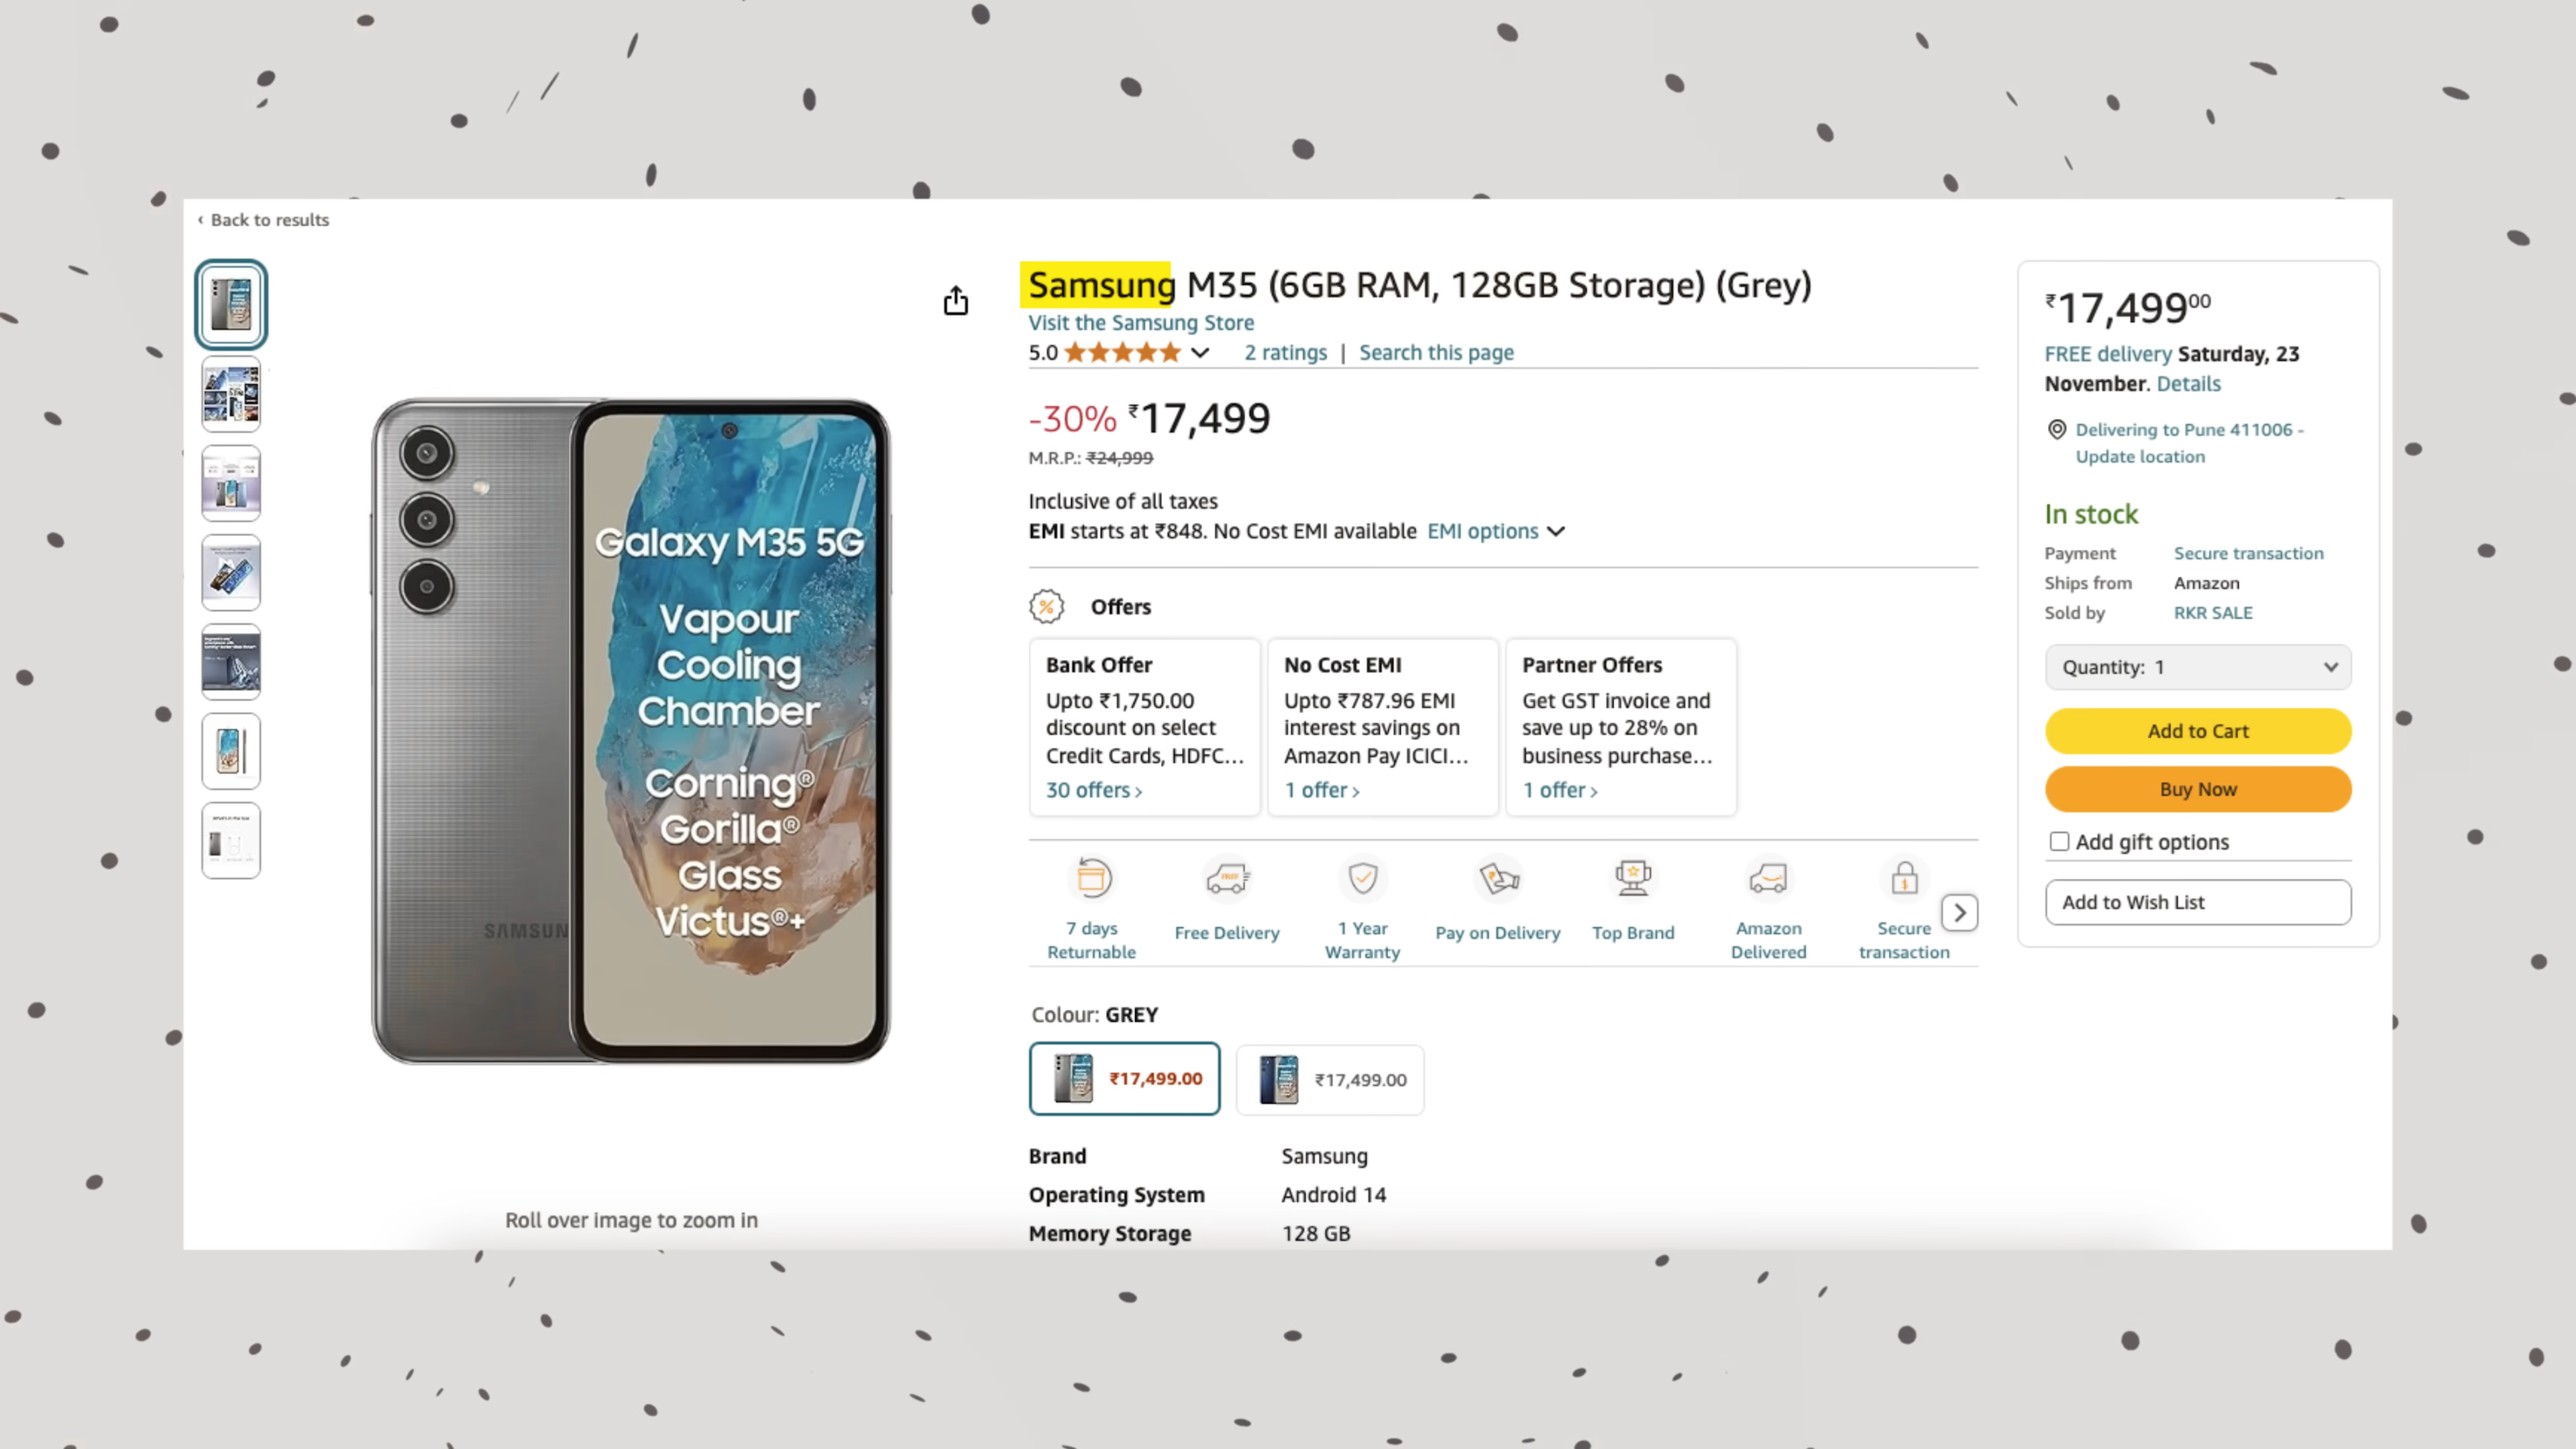 ‹ Back to results
Samsung M35 (6GB RAM, 128GB Storage) (Grey)
Visit the Samsung Store
5.0 2 ratings | Search this page
-30% ₹17,499
M.R.P.: ₹24,999
Inclusive of all taxes
EMI starts at ₹848. No Cost EMI available EMI options
Offers
Bank Offer
Upto ₹1,750.00
discount on select
Credit Cards, HDFC…
30 offers ›
No Cost EMI
Upto ₹787.96 EMI
interest savings on
Amazon Pay ICICI…
1 offer ›
Partner Offers
Get GST invoice and
save up to 28% on
business purchase…
1 offer ›
7 days
Returnable
Free Delivery
1 Year
Warranty
Pay on Delivery
Top Brand
Amazon
Delivered
Secure
transaction
Colour: GREY
₹17,499.00
₹17,499.00
Brand Samsung
Operating System Android 14
Memory Storage 128 GB
Galaxy M35 5G
Vapour
Cooling
Chamber
Corning®
Gorilla®
Glass
Victus®+
SAMSUN
Roll over image to zoom in
₹17,49900
FREE delivery Saturday, 23
November. Details
Delivering to Pune 411006 -
Update location
In stock
Payment Secure transaction
Ships from Amazon
Sold by RKR SALE
Quantity: 1
Add to Cart
Buy Now
Add gift options
Add to Wish List